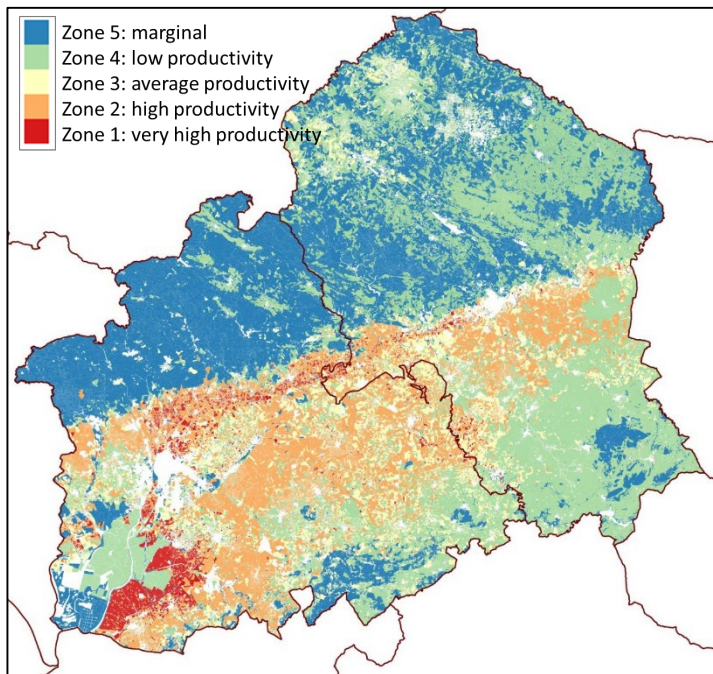 Zone 5: marginal
Zone 4: low productivity
Zone 3: average productivity
Zone 2: high productivity
Zone 1: very high productivity